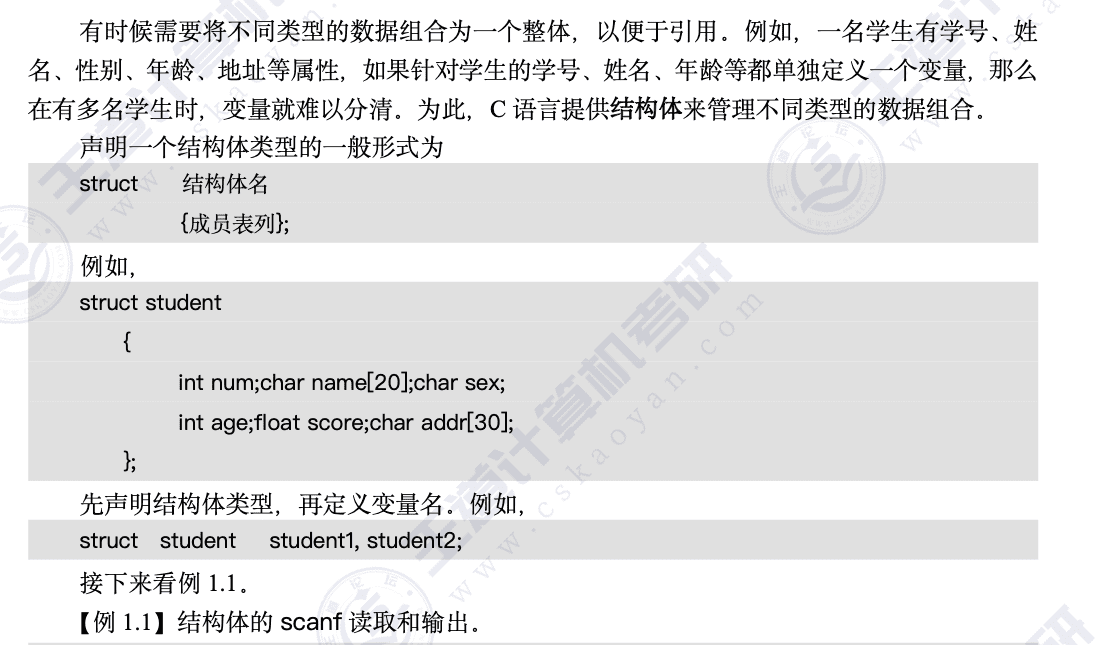 有时候需要将不同类型的数据组合为一个整体，以便于引用。例如，一名学生有学号、姓
名、性别、年龄、地址等属性，如果针对学生的学号、姓名、年龄等都单独定义一个变量，那么
在有多名学生时，变量就难以分清。为此，C 语言提供结构体来管理不同类型的数据组合。
声明一个结构体类型的一般形式为
struct 结构体名
{成员表列};
例如，
struct student
{
int num;char name[20];char sex;
int age;float score;char addr[30];
};
先声明结构体类型，再定义变量名。例如，
struct student student1, student2;
接下来看例 1.1。
【例 1.1】结构体的 scanf 读取和输出。
王道计算机考研
www.cskaoyan.com